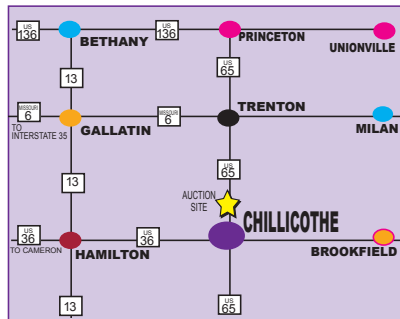 US
136
US
136
BETHANY
PRINCETON
UNIONVILLE
13
US
65
MISSOURI
6
MISSOURI
6
TRENTON
TO
INTERSTATE 35
GALLATIN
MILAN
13
US
65
AUCTION
SITE
CHILLICOTHE
US
36
US
36
TO CAMERON
HAMILTON
BROOKFIELD
13
US
65